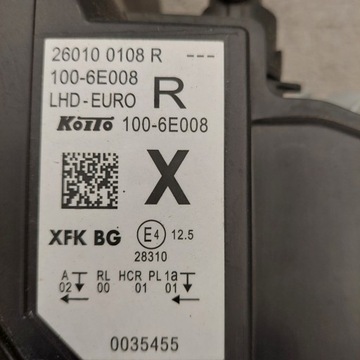 26010 0108 R ---
100-6E008
LHD-EURO R
KOITO 100-6E008
X
XFK BG E4 12.5
28310
A RL HCR PL 1a
02 00 01 01
0035455